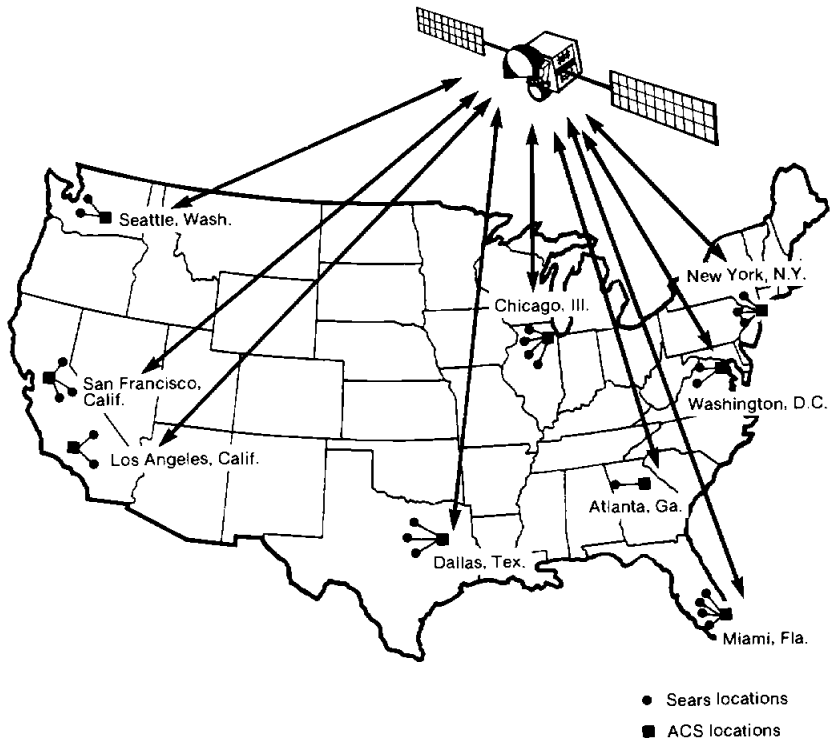 Seattle, Wash.
New York, N.Y.
Chicago, Ill.
San Francisco,
Calif.
Washington, D.C.
Los Angeles, Calif.
Atlanta, Ga.
Dallas, Tex.
Miami, Fla.
Sears locations
ACS locations